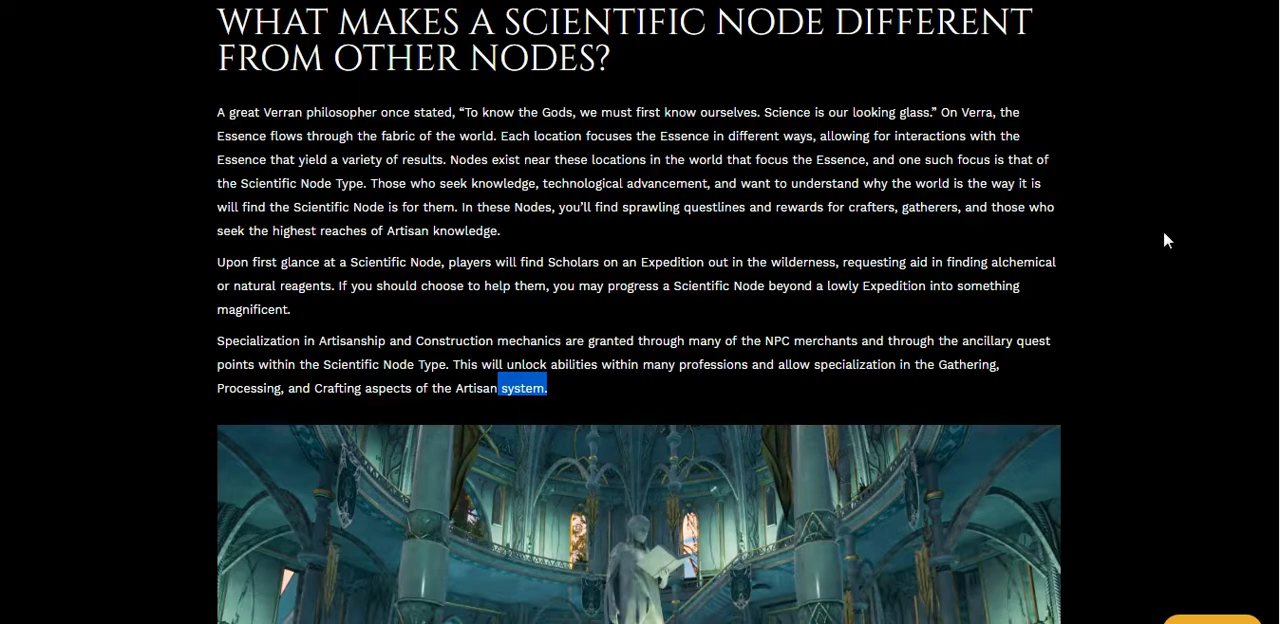 WHAT MAKES A SCIENTIFIC NODE DIFFERENT
FROM OTHER NODES?
A great Verran philosopher once stated, “To know the Gods, we must first know ourselves. Science is our looking glass.” On Verra, the
Essence flows through the fabric of the world. Each location focuses the Essence in different ways, allowing for interactions with the
Essence that yield a variety of results. Nodes exist near these locations in the world that focus the Essence, and one such focus is that of
the Scientific Node Type. Those who seek knowledge, technological advancement, and want to understand why the world is the way it is
will find the Scientific Node is for them. In these Nodes, you’ll find sprawling questlines and rewards for crafters, gatherers, and those who
seek the highest reaches of Artisan knowledge.
Upon first glance at a Scientific Node, players will find Scholars on an Expedition out in the wilderness, requesting aid in finding alchemical
or natural reagents. If you should choose to help them, you may progress a Scientific Node beyond a lowly Expedition into something
magnificent.
Specialization in Artisanship and Construction mechanics are granted through many of the NPC merchants and through the ancillary quest
points within the Scientific Node Type. This will unlock abilities within many professions and allow specialization in the Gathering,
Processing, and Crafting aspects of the Artisan system.